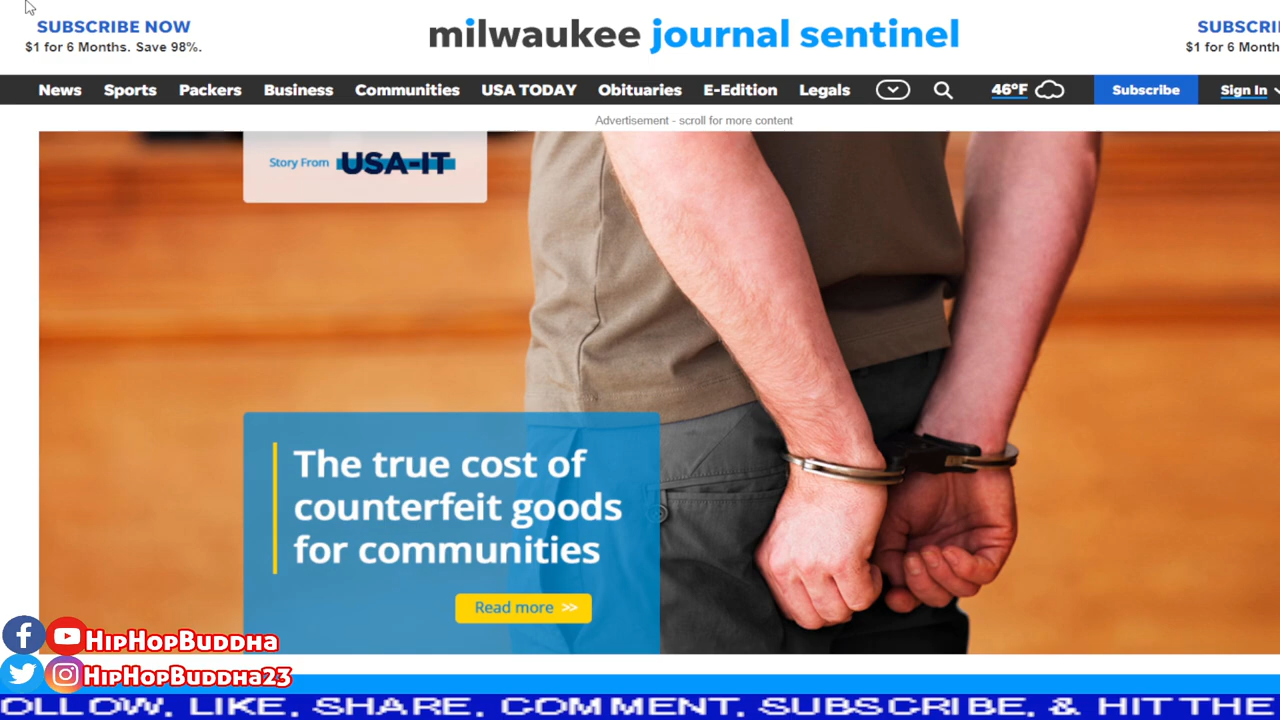 SUBSCRIBE NOW
$1 for 6 Months. Save 98%.
milwaukee journal sentinel
SUBSCRI
$1 for 6 Month
News Sports Packers Business Communities USA TODAY Obituaries E-Edition Legals 46°F Subscribe Sign In
Advertisement - scroll for more content
Story From USA-IT
The true cost of
counterfeit goods
for communities
Read more >>
HipHopBuddha
HipHopBuddha23
OLLOW, LIKE, SHARE, COMMENT, SUBSCRIBE, & HIT THE